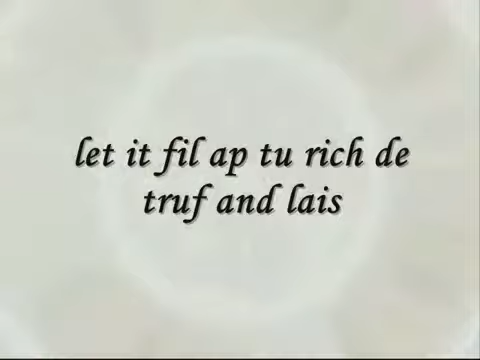 let it fil ap tu rich de
truf and lais